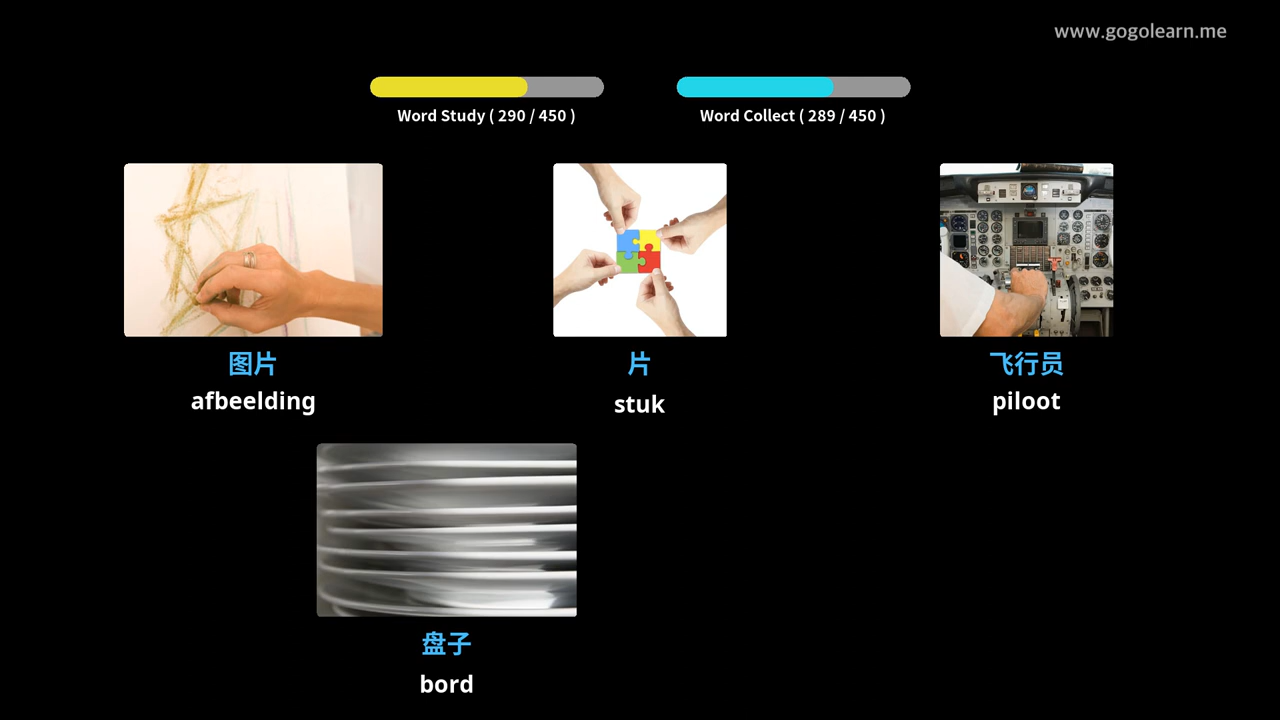 www.gogolearn.me
Word Study ( 290 / 450 )
Word Collect ( 289 / 450 )
图片
afbeelding
片
stuk
飞行员
piloot
盘子
bord